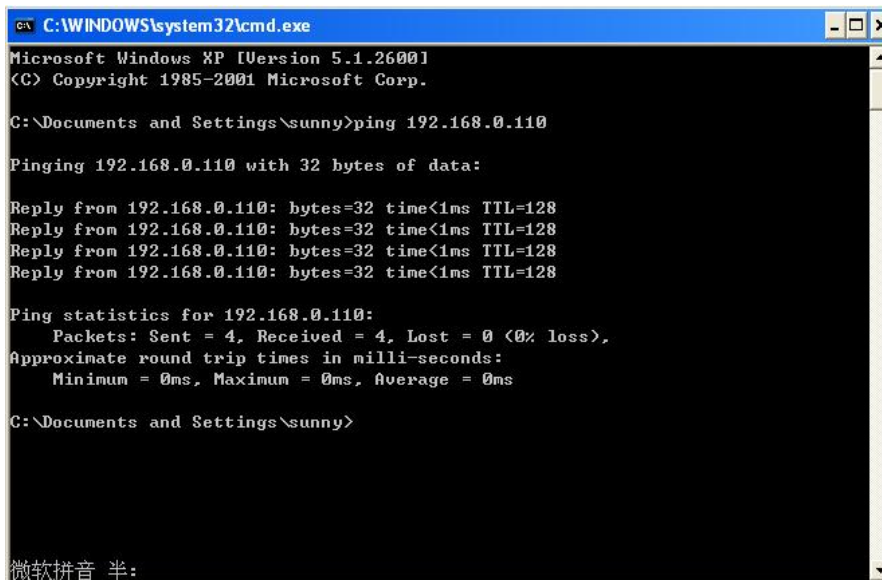 C:\WINDOWS\system32\cmd.exe
Microsoft Windows XP [Version 5.1.2600]
(C) Copyright 1985-2001 Microsoft Corp.
C:\Documents and Settings\sunny>ping 192.168.0.110
Pinging 192.168.0.110 with 32 bytes of data:
Reply from 192.168.0.110: bytes=32 time<1ms TTL=128
Reply from 192.168.0.110: bytes=32 time<1ms TTL=128
Reply from 192.168.0.110: bytes=32 time<1ms TTL=128
Reply from 192.168.0.110: bytes=32 time<1ms TTL=128
Ping statistics for 192.168.0.110:
    Packets: Sent = 4, Received = 4, Lost = 0 (0% loss),
Approximate round trip times in milli-seconds:
    Minimum = 0ms, Maximum = 0ms, Average = 0ms
C:\Documents and Settings\sunny>
微软拼音 半: